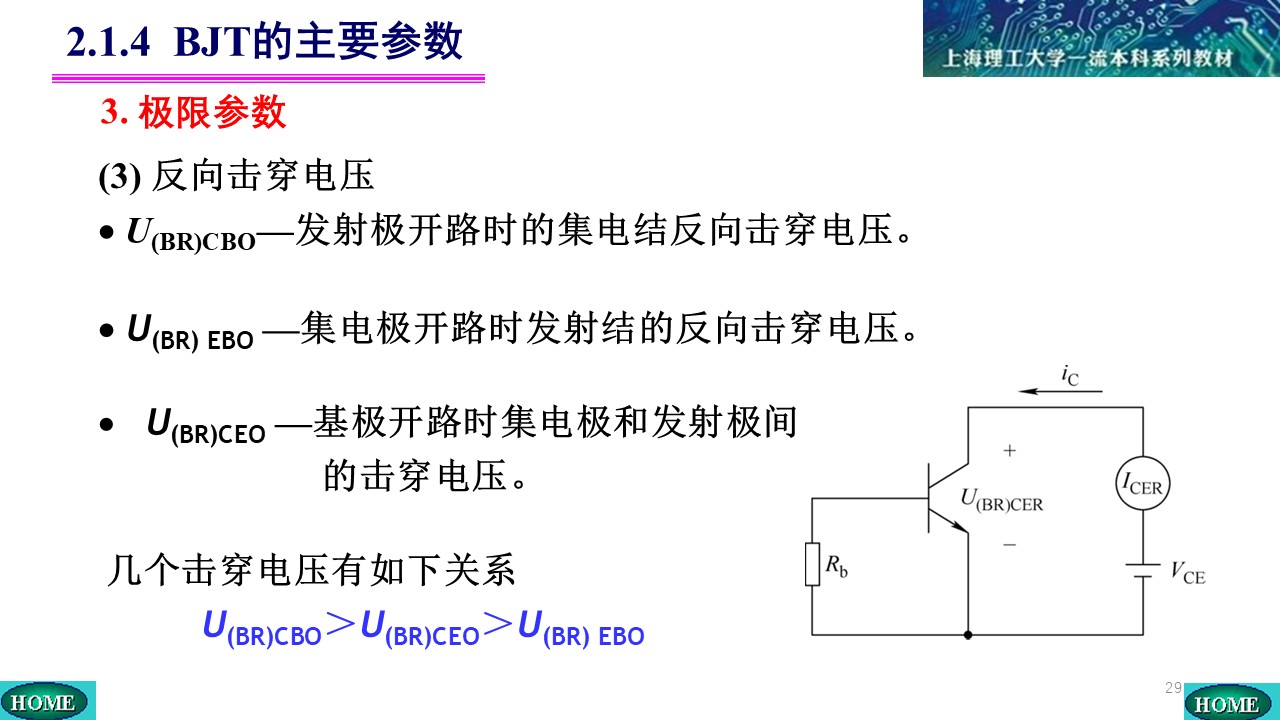 2.1.4 BJT的主要参数
上海理工大学一流本科系列教材
3. 极限参数
(3) 反向击穿电压
• U(BR)CBO—发射极开路时的集电结反向击穿电压。
• U(BR) EBO —集电极开路时发射结的反向击穿电压。
• U(BR)CEO —基极开路时集电极和发射极间
的击穿电压。
几个击穿电压有如下关系
U(BR)CBO＞U(BR)CEO＞U(BR) EBO
iC
+
U(BR)CER
−
ICER
Rb
VCE
29
HOME
HOME